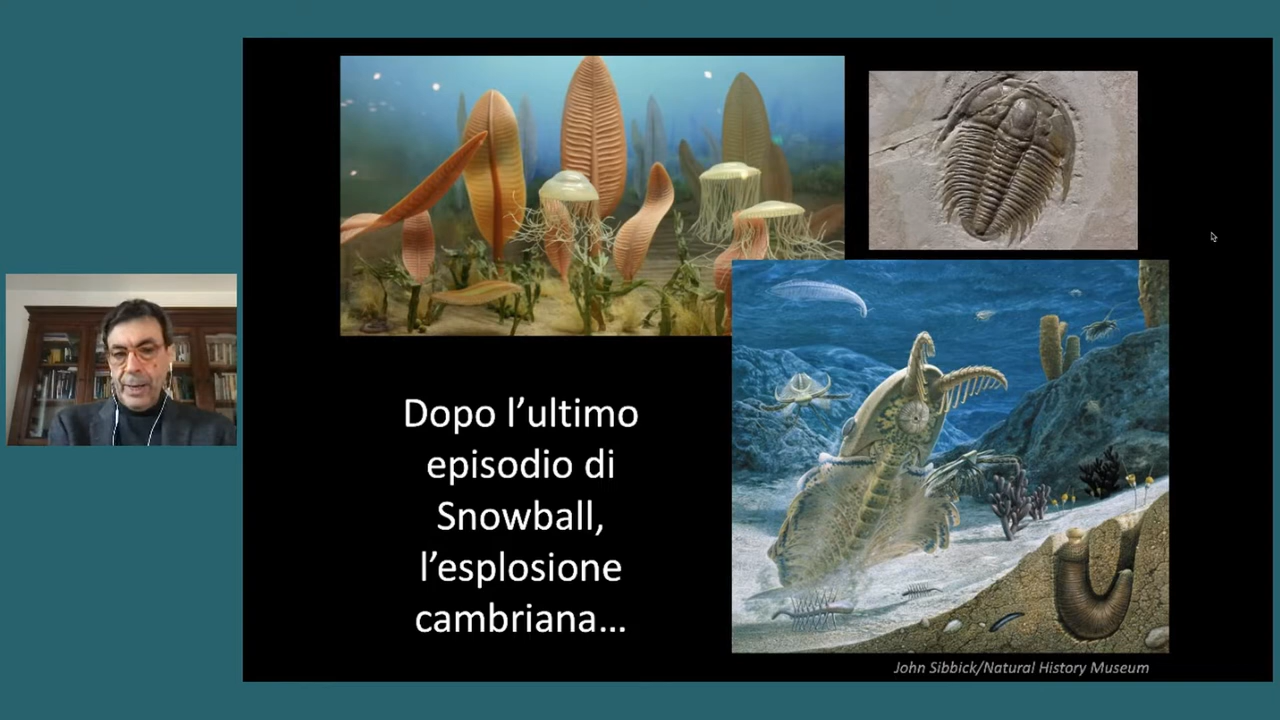 Dopo l’ultimo
episodio di
Snowball,
l’esplosione
cambriana…
John Sibbick/Natural History Museum